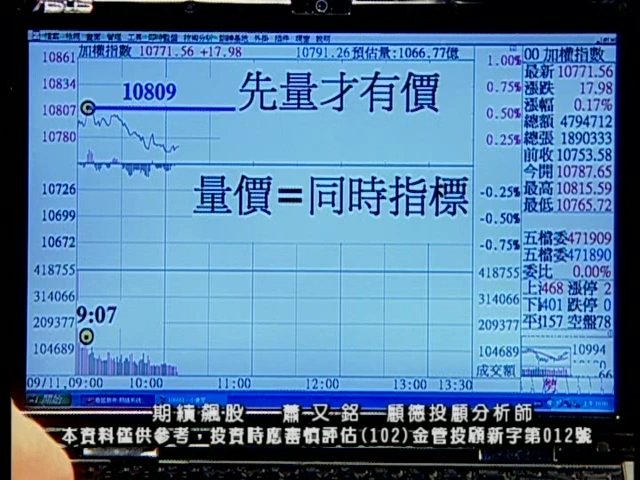 加權指數 10771.56 +17.98 10791.26 預估量:1066.77億
10861
10834
10807
10780
10726
10699
10672
418755
314066
209377
104689
10809
先量才有價
量價=同時指標
9:07
1.00%
0.75%
0.50%
0.25%
-0.25%
-0.50%
-0.75%
418755
314066
209377
104689
成交額
09/11,09:00 10:00 11:00 12:00 13:00 13:30
00 加權指數
最新 10771.56
漲跌 17.98
漲幅 0.17%
總額 4794712
總張 1890333
前收 10753.58
今開 10787.65
最高 10815.59
最低 10765.72
五檔委 471909
五檔委 471890
委比 0.00%
上 468 漲停 2
下 401 跌停 0
平 157 空盤 78
10994
期績飆股 蕭又銘 顧德投顧分析師
本資料僅供參考，投資時應審慎評估(102)金管投顧新字第012號